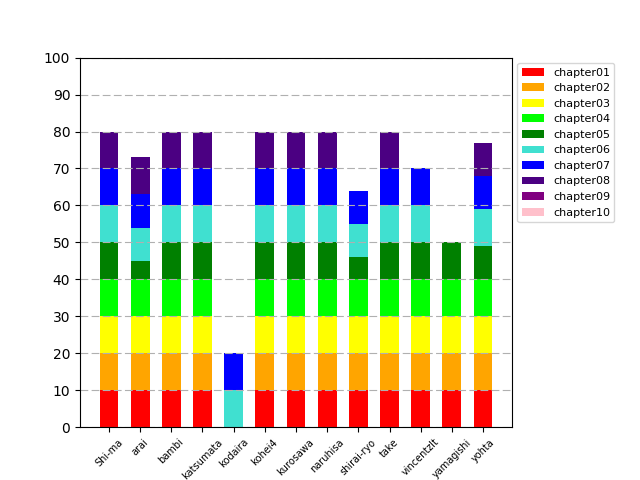 100
90
80
70
60
50
40
30
20
10
0
Shi-ma
arai
bambi
katsumata
kodaira
kohei4
kurosawa
naruhisa
shirai-ryo
take
vincentzlt
yamagishi
yohta
chapter01
chapter02
chapter03
chapter04
chapter05
chapter06
chapter07
chapter08
chapter09
chapter10